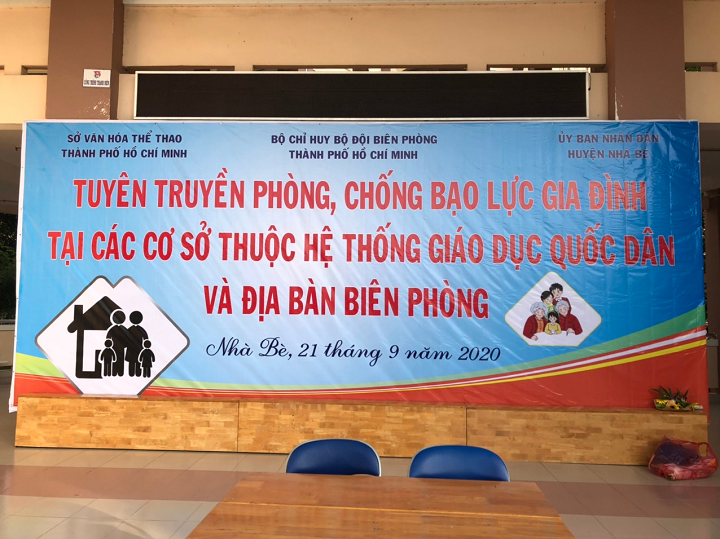 SỞ VĂN HÓA THỂ THAO
THÀNH PHỐ HỒ CHÍ MINH
BỘ CHỈ HUY BỘ ĐỘI BIÊN PHÒNG
THÀNH PHỐ HỒ CHÍ MINH
ỦY BAN NHÂN DÂN
HUYỆN NHÀ BÈ
TUYÊN TRUYỀN PHÒNG, CHỐNG BẠO LỰC GIA ĐÌNH
TẠI CÁC CƠ SỞ THUỘC HỆ THỐNG GIÁO DỤC QUỐC DÂN
VÀ ĐỊA BÀN BIÊN PHÒNG
Nhà Bè, 21 tháng 9 năm 2020